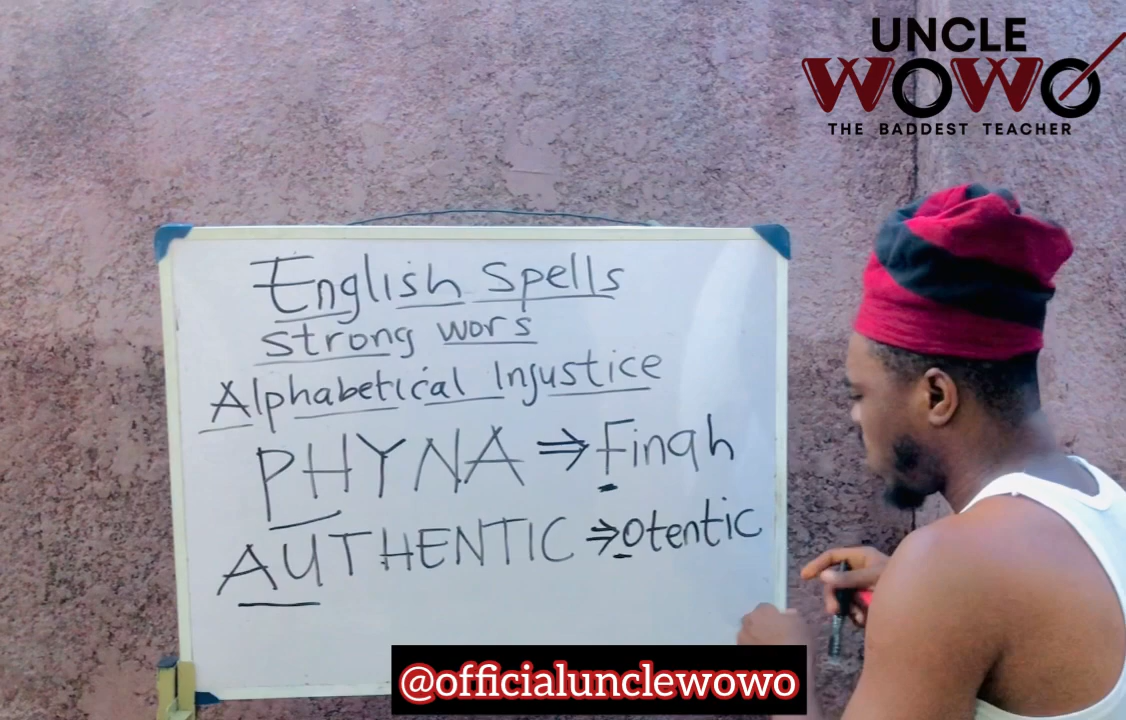 UNCLE
WOWO
THE BADDEST TEACHER
English Spells
strong wors
Alphabetical Injustice
PHYNA ⇒ Finah
AUTHENTIC ⇒ otentic
@officialunclewowo